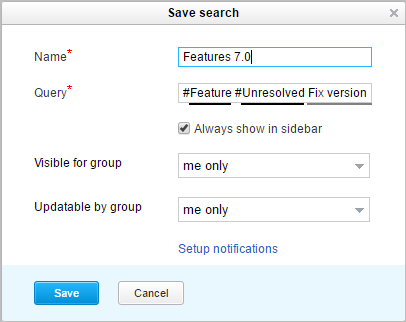 Save search
Name* Features 7.0
Query* #Feature #Unresolved Fix version
Always show in sidebar
Visible for group me only
Updatable by group me only
Setup notifications
Save Cancel